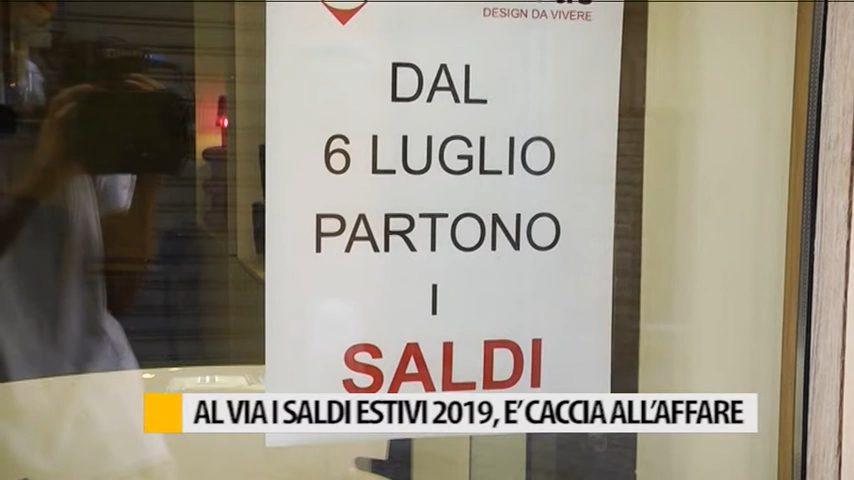 DESIGN DA VIVERE
DAL
6 LUGLIO
PARTONO
I
SALDI
AL VIA I SALDI ESTIVI 2019, E' CACCIA ALL'AFFARE